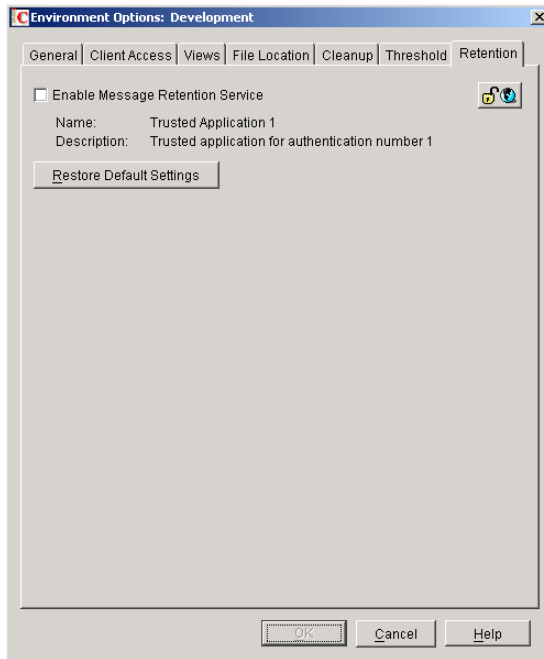 Environment Options: Development
General Client Access Views File Location Cleanup Threshold Retention
Enable Message Retention Service
Name: Trusted Application 1
Description: Trusted application for authentication number 1
Restore Default Settings
OK Cancel Help